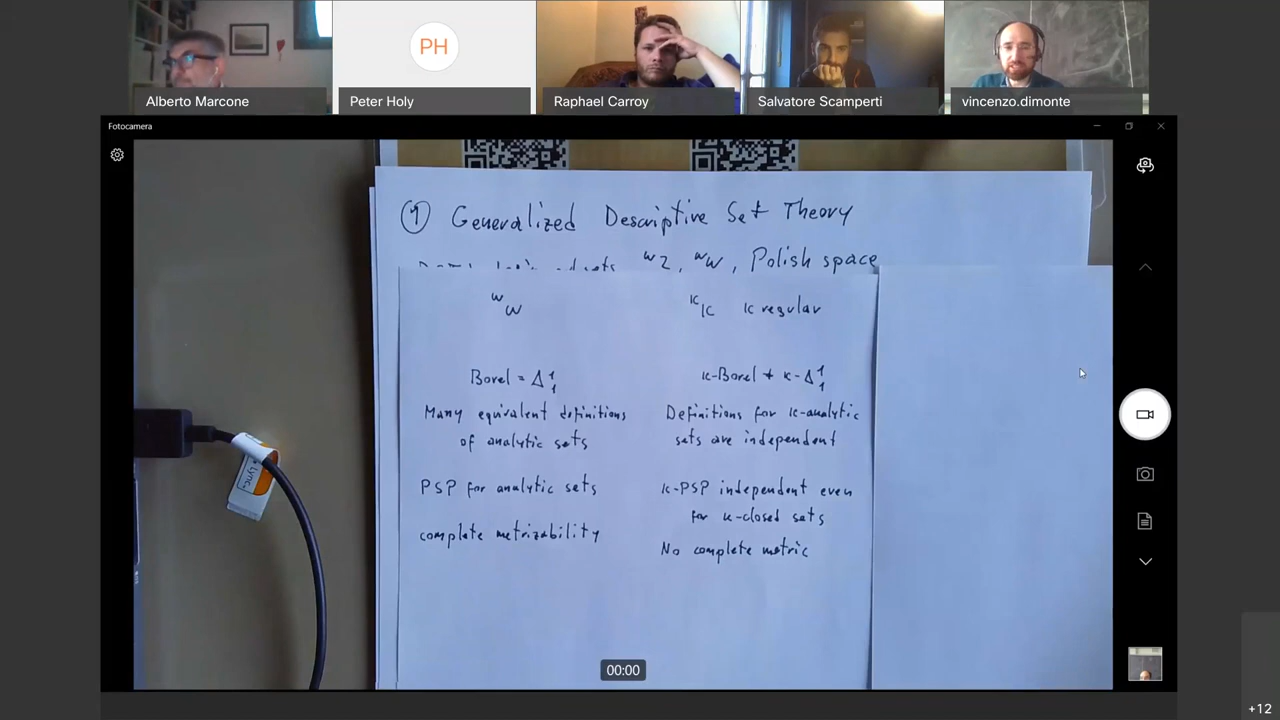 PH
Alberto Marcone
Peter Holy
Raphael Carroy
Salvatore Scamperti
vincenzo.dimonte
Fotocamera
① Generalized Descriptive Set Theory
ω2, ωω, Polish space
ωω κκ κ regular
Borel = Δ¹₁ κ-Borel ≠ κ-Δ¹₁
Many equivalent definitions Definitions for κ-analytic
of analytic sets sets are independent
PSP for analytic sets κ-PSP independent even
for κ-closed sets
complete metrizability No complete metric
Lync.
00:00
+12